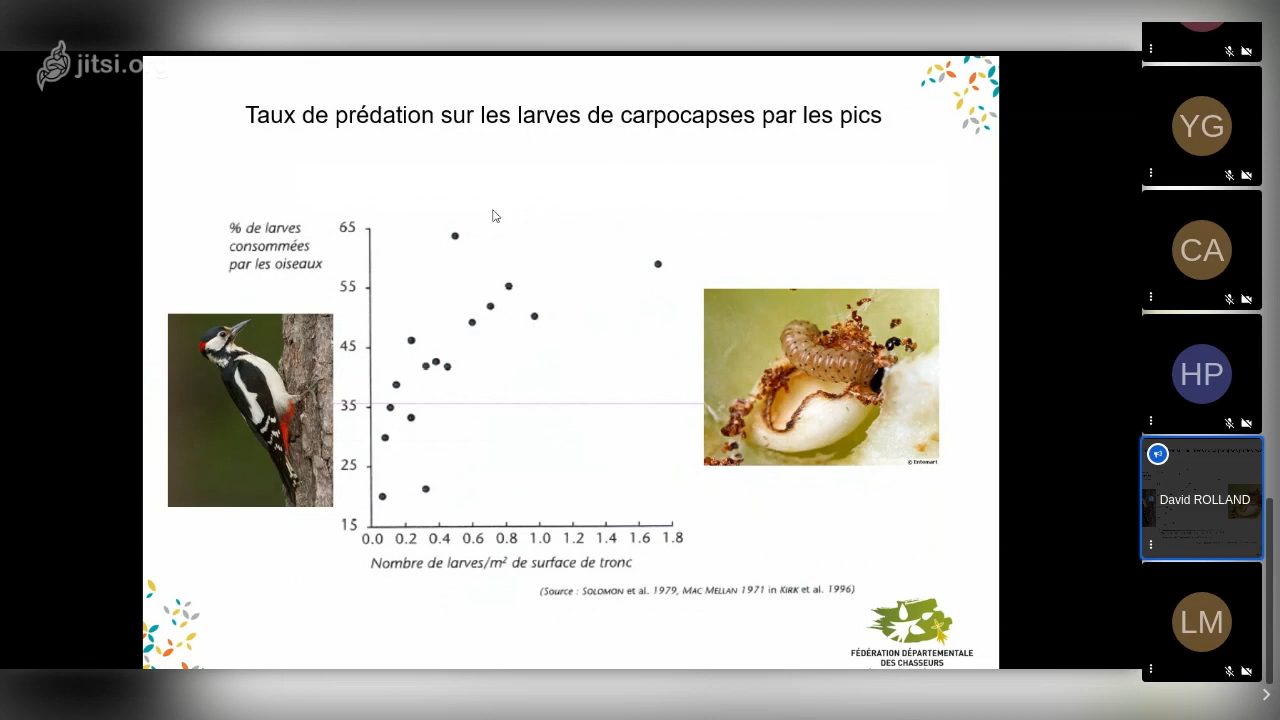 jitsi.org
Taux de prédation sur les larves de carpocapses par les pics
% de larves
consommées
par les oiseaux
65
55
45
35
25
15
0.0 0.2 0.4 0.6 0.8 1.0 1.2 1.4 1.6 1.8
Nombre de larves/m² de surface de tronc
(Source : SOLOMON et al. 1979, MAC MELLAN 1971 in KIRK et al. 1996)
© Entomart
FÉDÉRATION DÉPARTEMENTALE
DES CHASSEURS
YG
CA
HP
David ROLLAND
LM